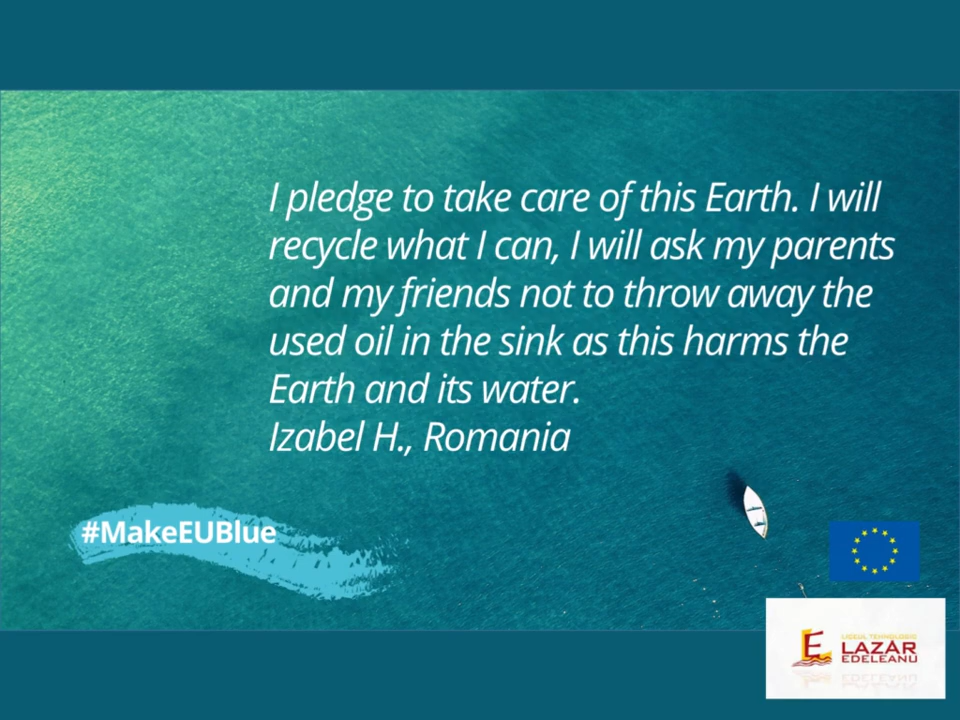 I pledge to take care of this Earth. I will
recycle what I can, I will ask my parents
and my friends not to throw away the
used oil in the sink as this harms the
Earth and its water.
Izabel H., Romania
#MakeEUBlue
LICEUL TEHNOLOGIC
LAZĂR
EDELEANU